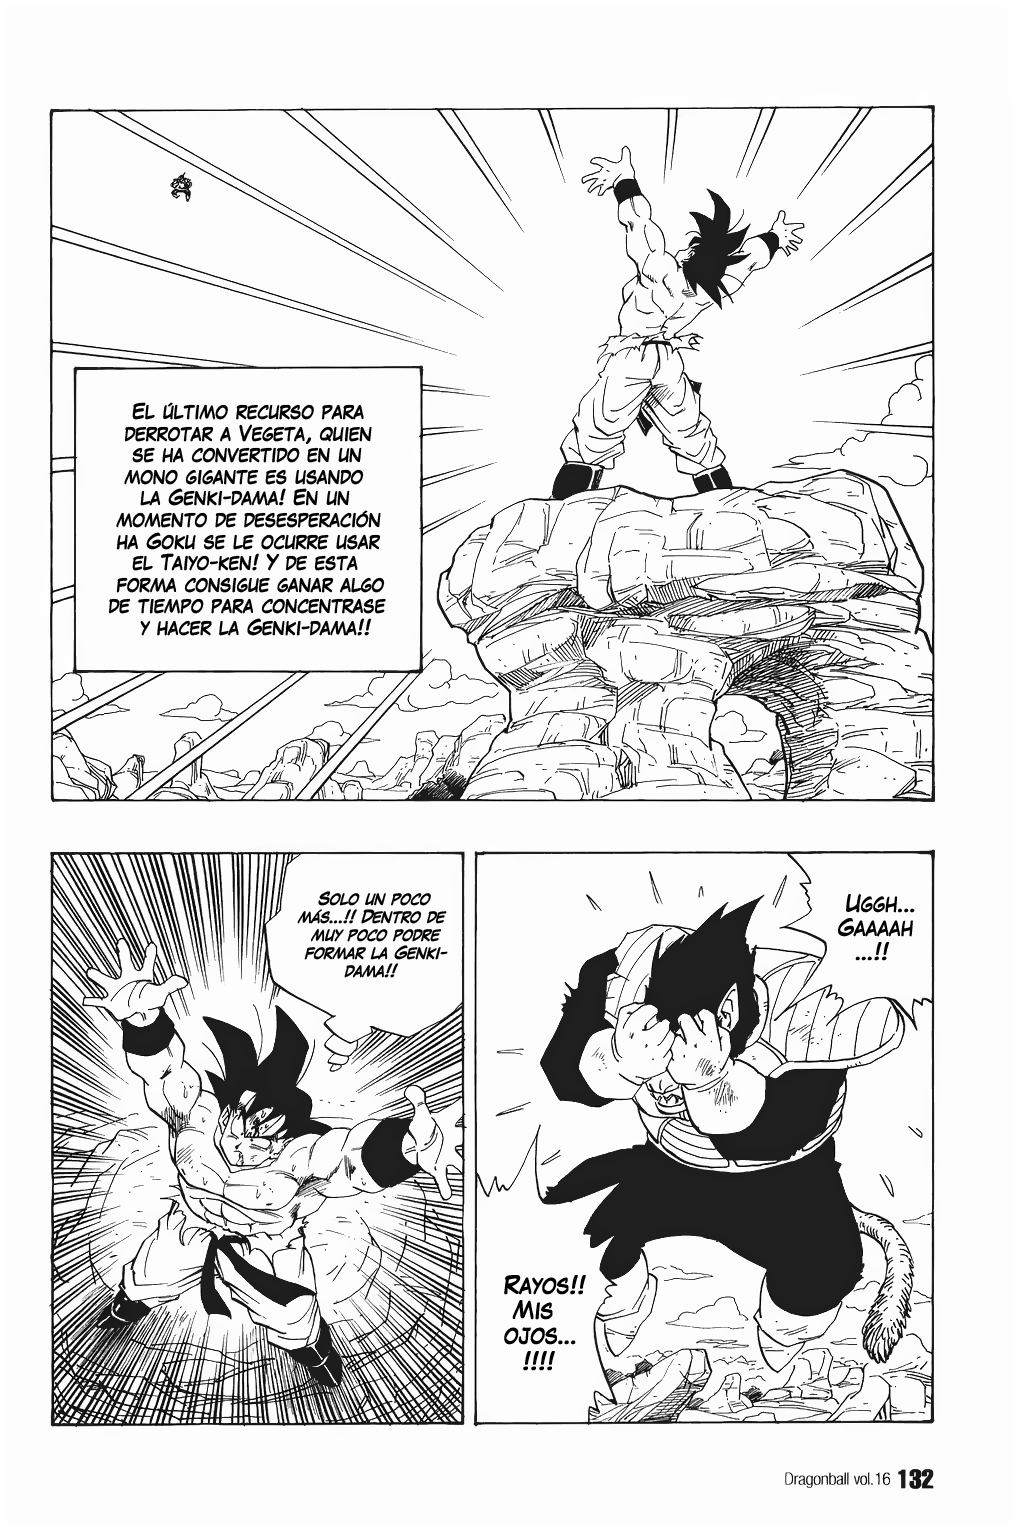 El último recurso para
derrotar a Vegeta, quien
se ha convertido en un
mono gigante es usando
la Genki-dama! En un
momento de desesperación
ha Goku se le ocurre usar
el Taiyo-ken! Y de esta
forma consigue ganar algo
de tiempo para concentrase
y hacer la Genki-dama!!
Solo un poco
más...!! Dentro de
muy poco podre
formar la Genki-
dama!!
Uggh...
Gaaaah
...!!
Rayos!!
Mis
ojos...
!!!!
Dragonball vol.16 132